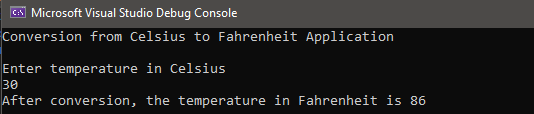 Microsoft Visual Studio Debug Console
Conversion from Celsius to Fahrenheit Application
Enter temperature in Celsius
30
After conversion, the temperature in Fahrenheit is 86